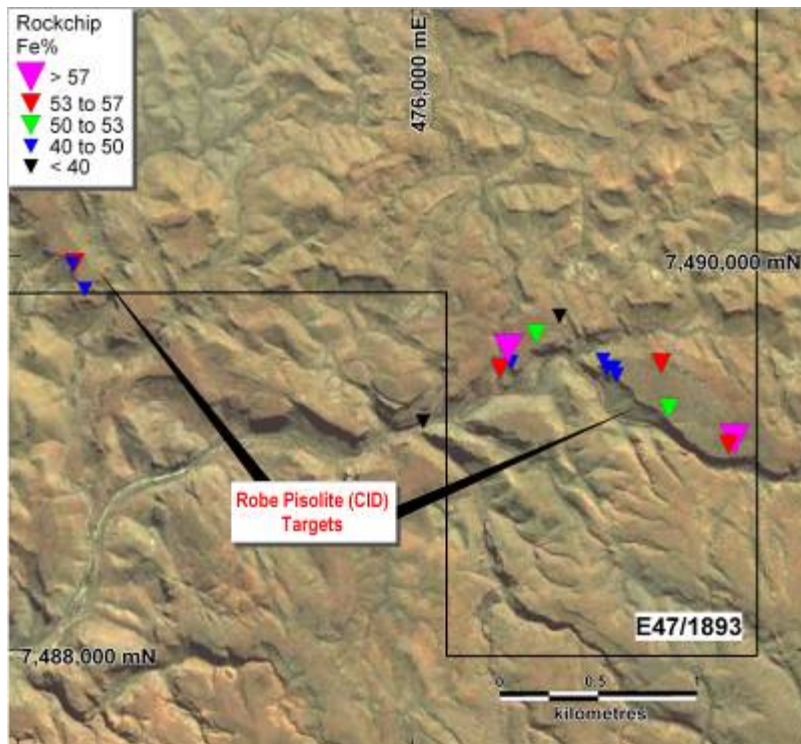 Rockchip
Fe%
> 57
53 to 57
50 to 53
40 to 50
< 40
476,000 mE
7,490,000 mN
Robe Pisolite (CID)
Targets
E47/1893
7,488,000 mN
0 0.5 1
kilometres